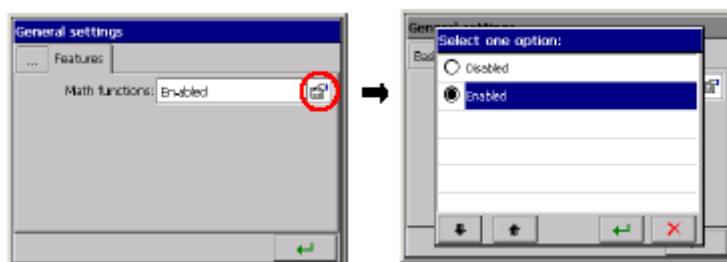 General settings
... Features
Math functions: Enabled
Select one option:
Disabled
Enabled